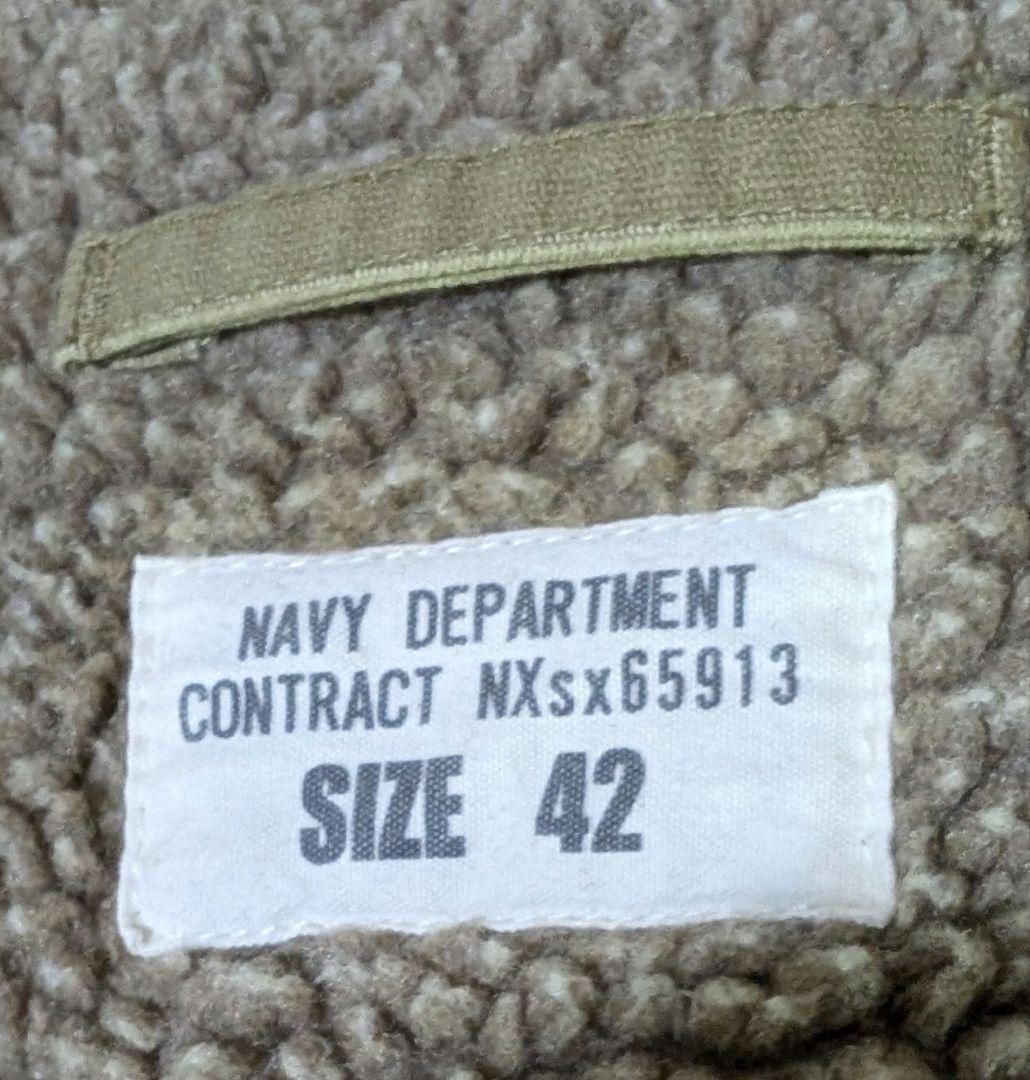 NAVY DEPARTMENT
CONTRACT NXsx65913
SIZE 42